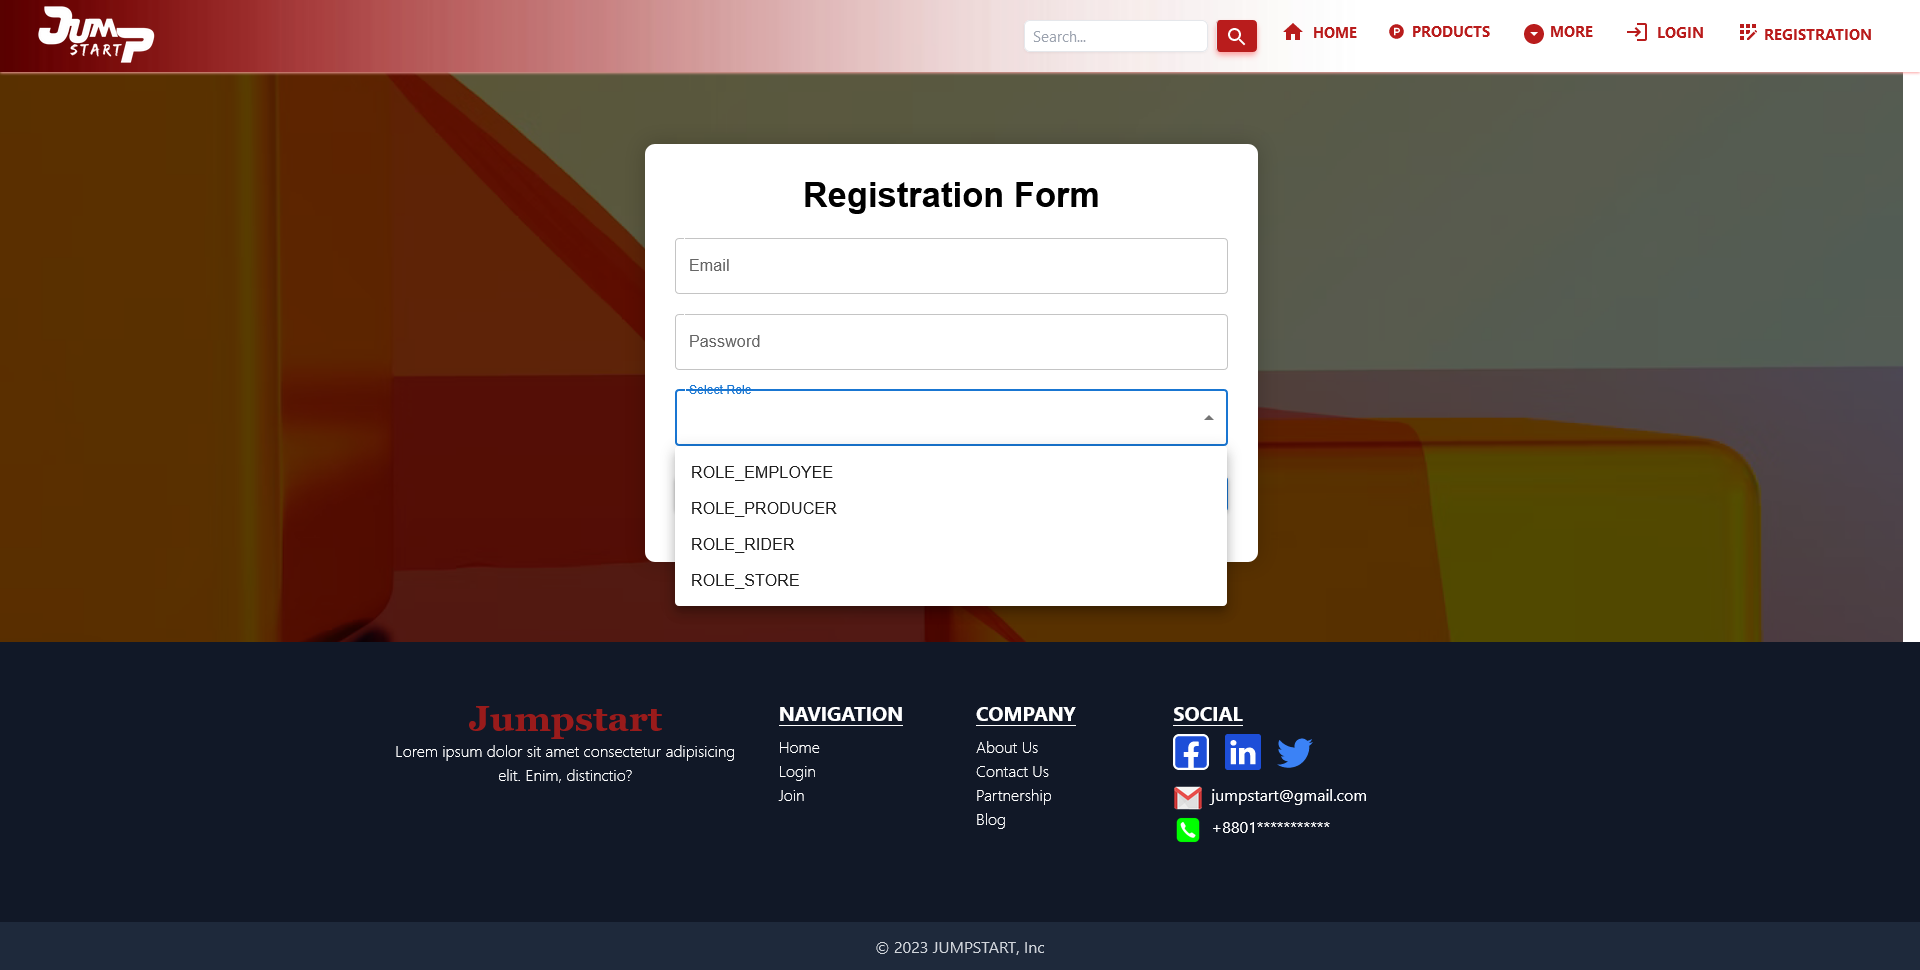 JUMP
START
Search...
HOME
PRODUCTS
MORE
LOGIN
REGISTRATION
Registration Form
Email
Password
Select Role
ROLE_EMPLOYEE
ROLE_PRODUCER
ROLE_RIDER
ROLE_STORE
Jumpstart
Lorem ipsum dolor sit amet consectetur adipisicing
elit. Enim, distinctio?
NAVIGATION
Home
Login
Join
COMPANY
About Us
Contact Us
Partnership
Blog
SOCIAL
jumpstart@gmail.com
+8801***********
© 2023 JUMPSTART, Inc